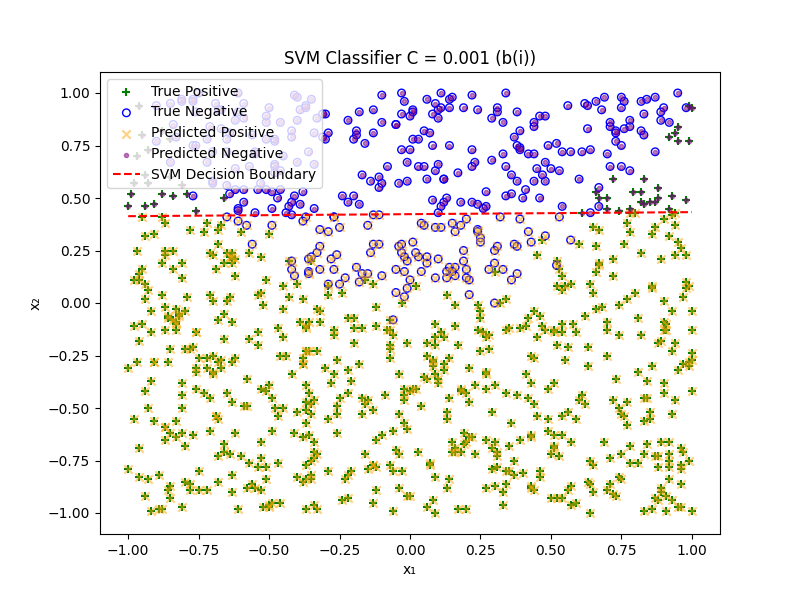 SVM Classifier C = 0.001 (b(i))
True Positive
True Negative
Predicted Positive
Predicted Negative
SVM Decision Boundary
1.00
0.75
0.50
0.25
0.00
−0.25
−0.50
−0.75
−1.00
x₂
−1.00 −0.75 −0.50 −0.25 0.00 0.25 0.50 0.75 1.00
x₁